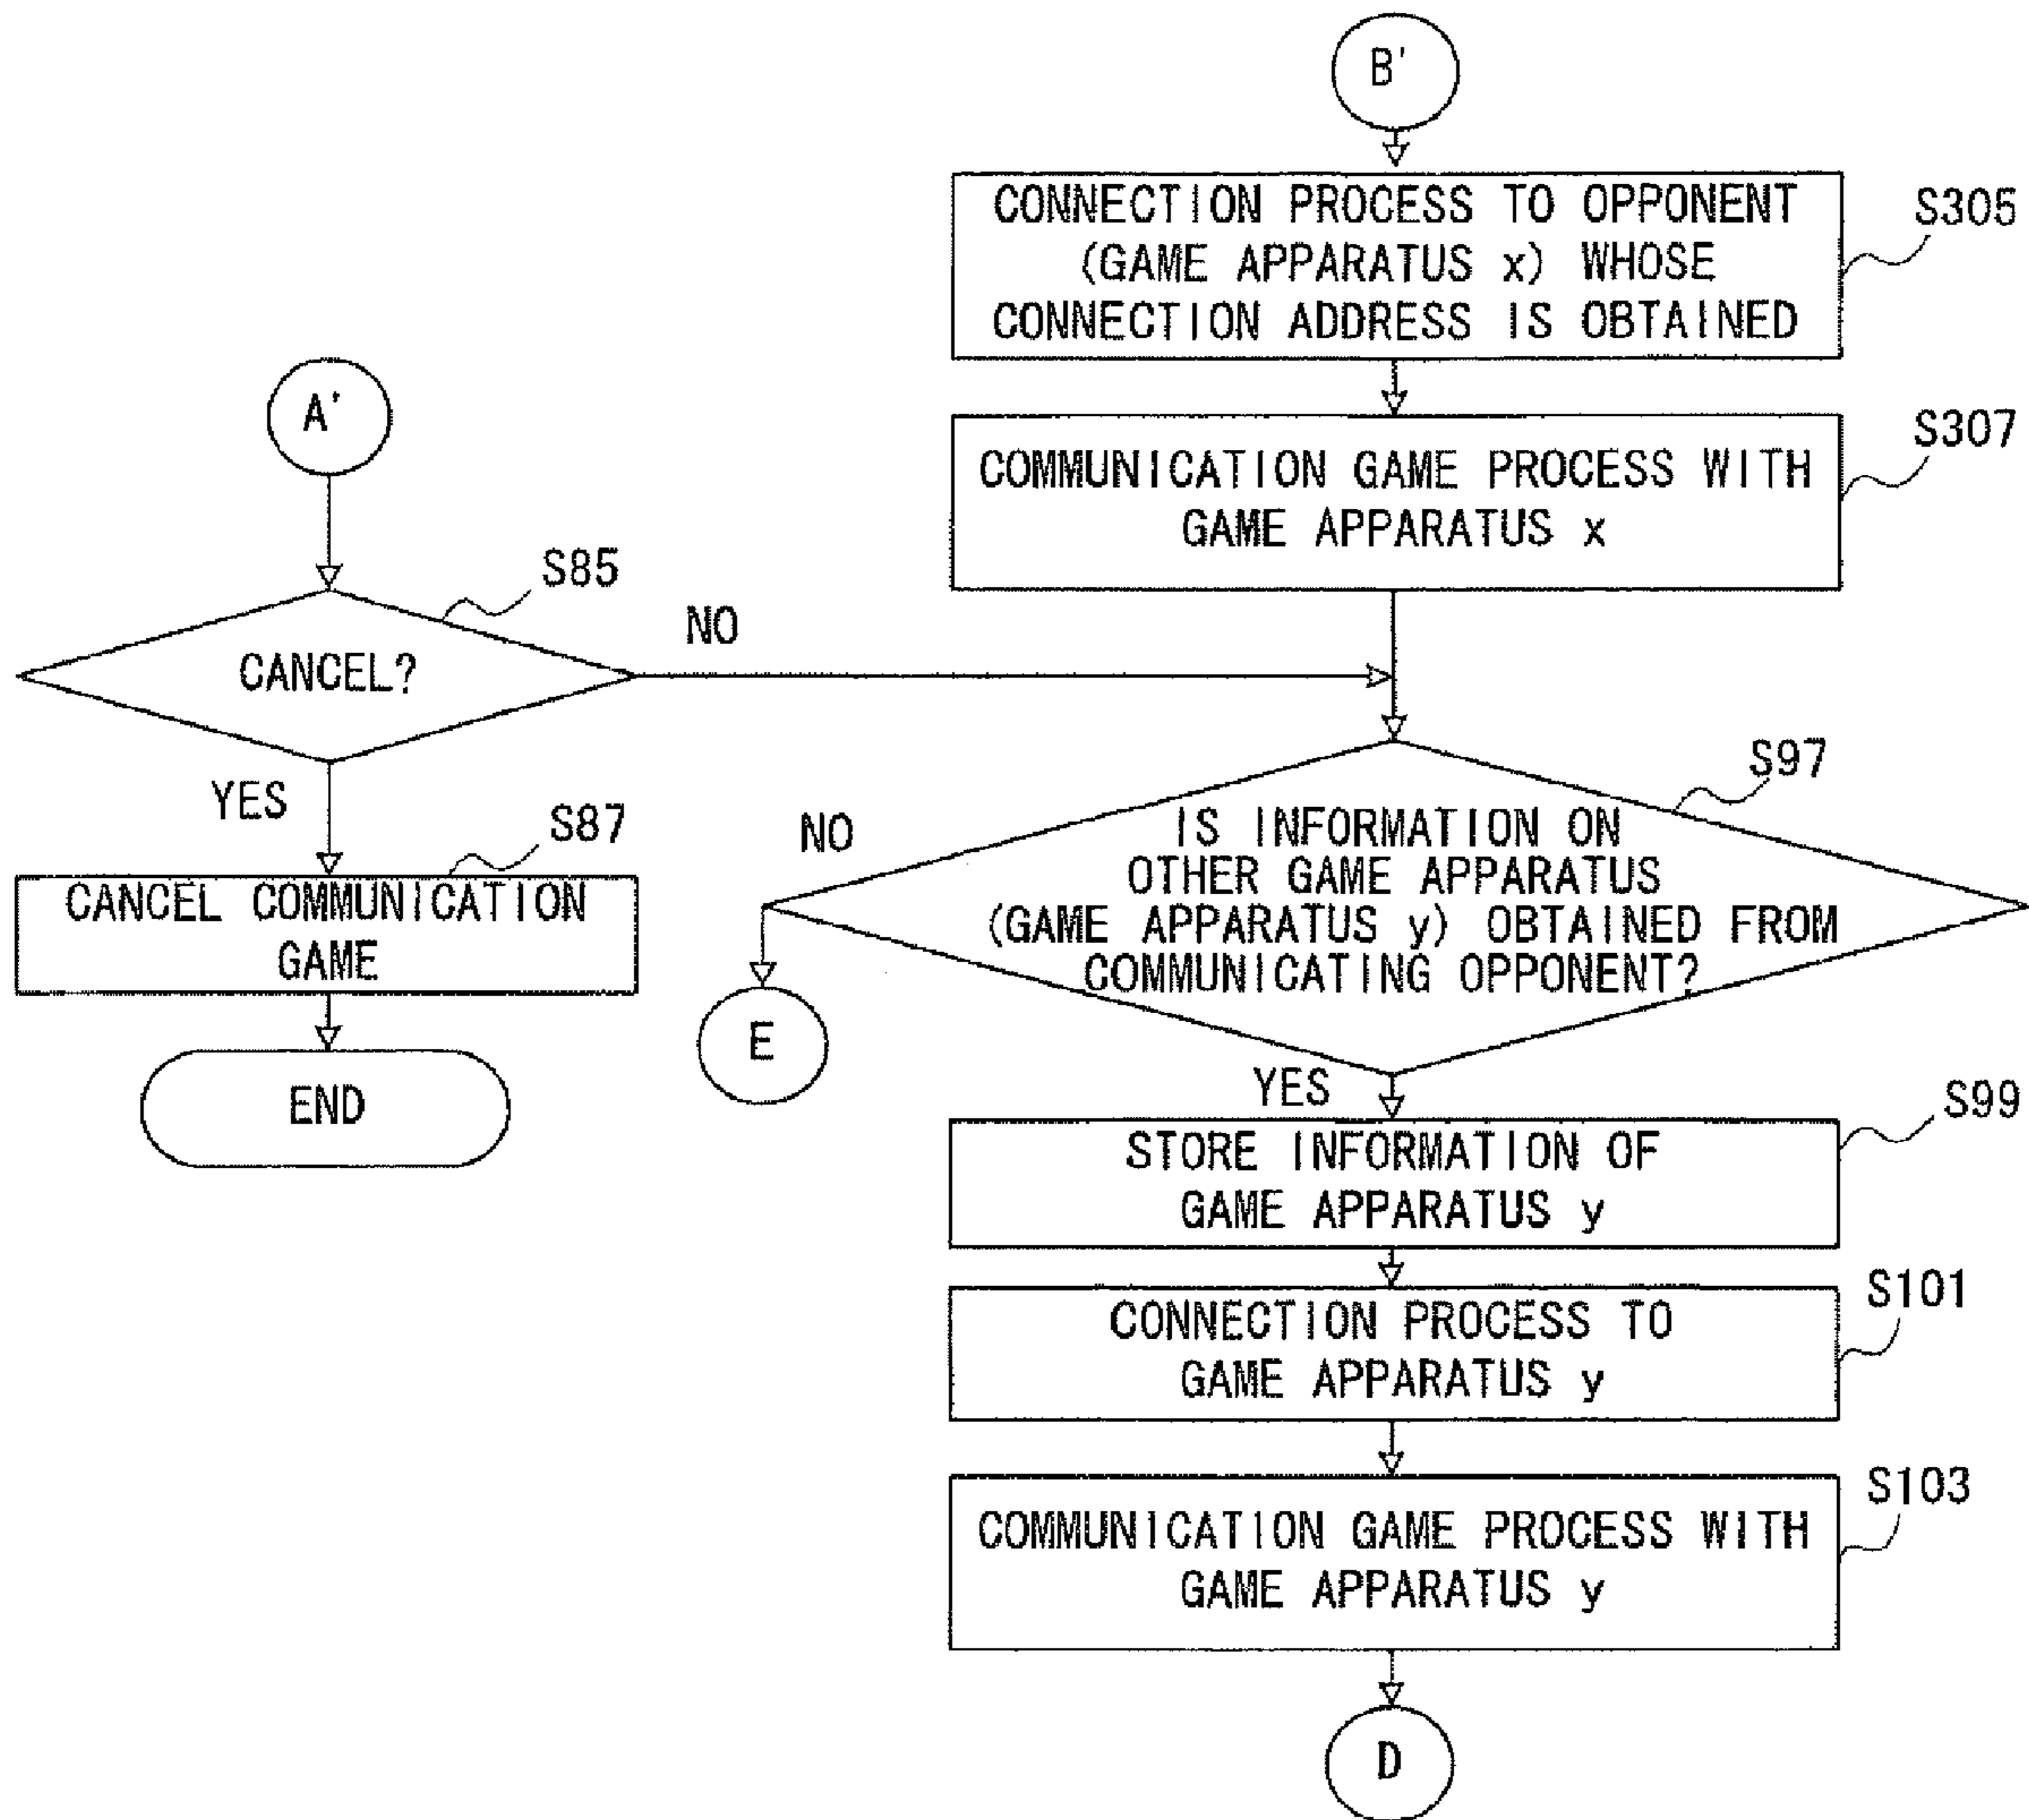 B'
CONNECTION PROCESS TO OPPONENT
(GAME APPARATUS x) WHOSE
CONNECTION ADDRESS IS OBTAINED
S305
COMMUNICATION GAME PROCESS WITH
GAME APPARATUS x
S307
A'
S85
CANCEL?
NO
YES
S87
CANCEL COMMUNICATION
GAME
END
S97
IS INFORMATION ON
OTHER GAME APPARATUS
(GAME APPARATUS y) OBTAINED FROM
COMMUNICATING OPPONENT?
NO
E
YES
S99
STORE INFORMATION OF
GAME APPARATUS y
S101
CONNECTION PROCESS TO
GAME APPARATUS y
S103
COMMUNICATION GAME PROCESS WITH
GAME APPARATUS y
D